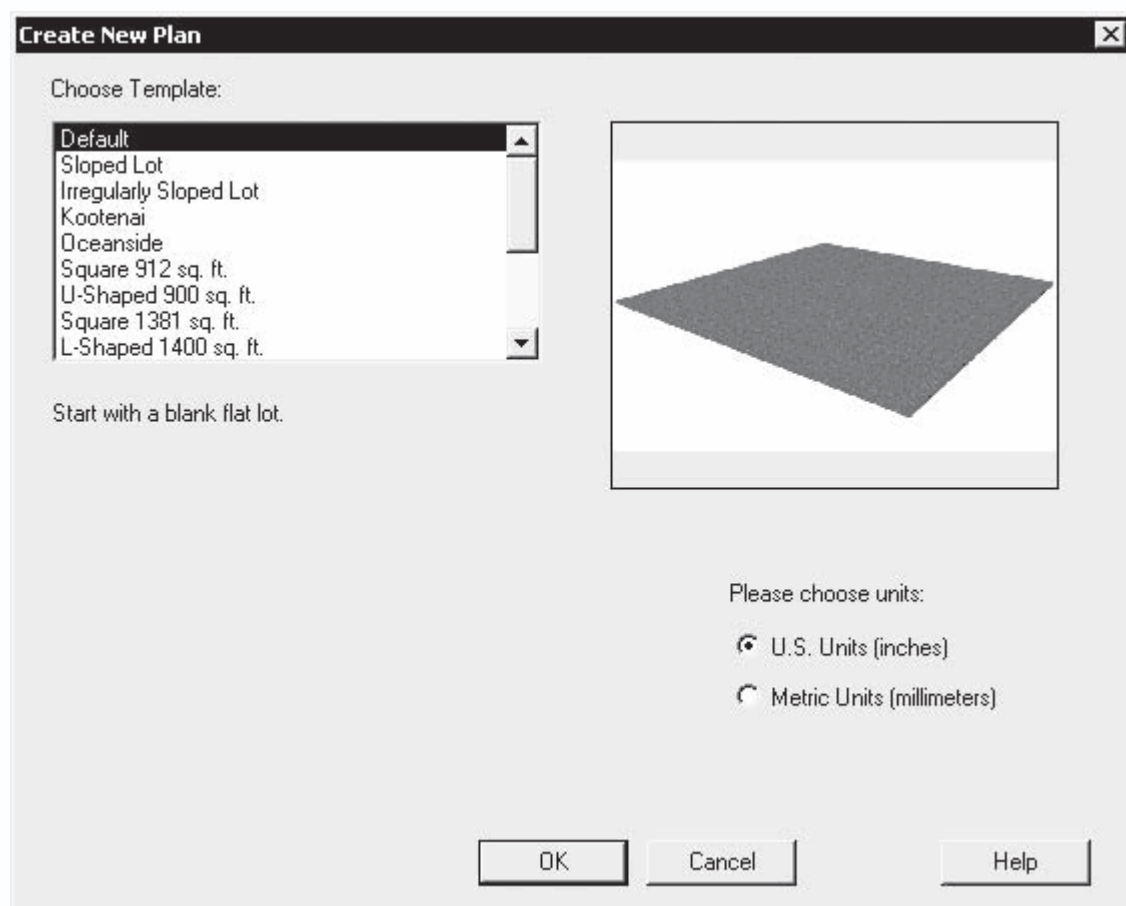 Create New Plan
Choose Template:
Default
Sloped Lot
Irregularly Sloped Lot
Kootenai
Oceanside
Square 912 sq. ft.
U-Shaped 900 sq. ft.
Square 1381 sq. ft.
L-Shaped 1400 sq. ft.
Start with a blank flat lot.
Please choose units:
U.S. Units (inches)
Metric Units (millimeters)
OK Cancel Help